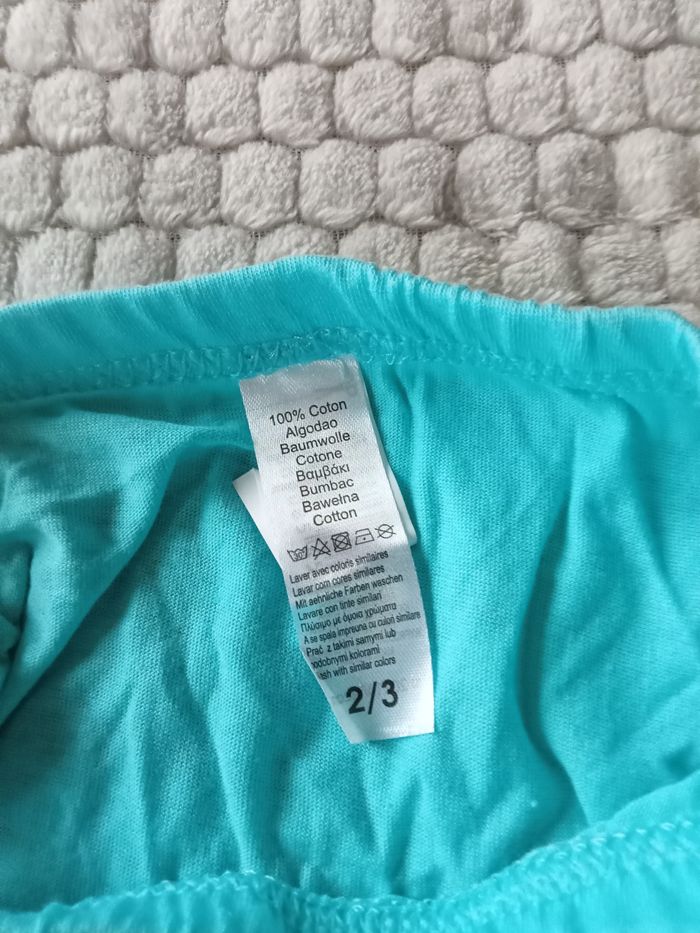 100% Coton
Algodao
Baumwolle
Cotone
Βαμβάκι
Bumbac
Bawełna
Cotton
Laver avec coloris similaires
Lavar com cores similares
Mit aehnliche Farben waschen
Lavare con tinte similari
Πλύσιμο με όμοια χρώματα
A se spala impreuna cu culori similare
Prać z takimi samymi lub
podobnymi kolorami
with similar colors
2/3